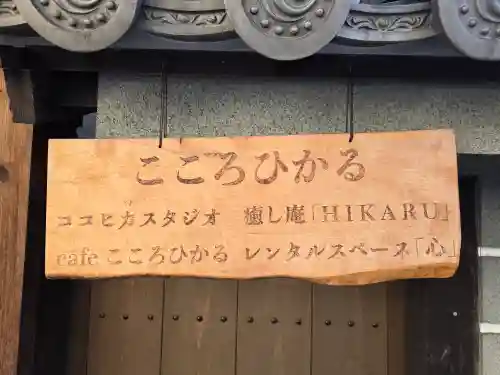 こころひかる
ココヒカスタジオ 癒し庵「HIKARU」
cafe こころひかる レンタルスペース「心」